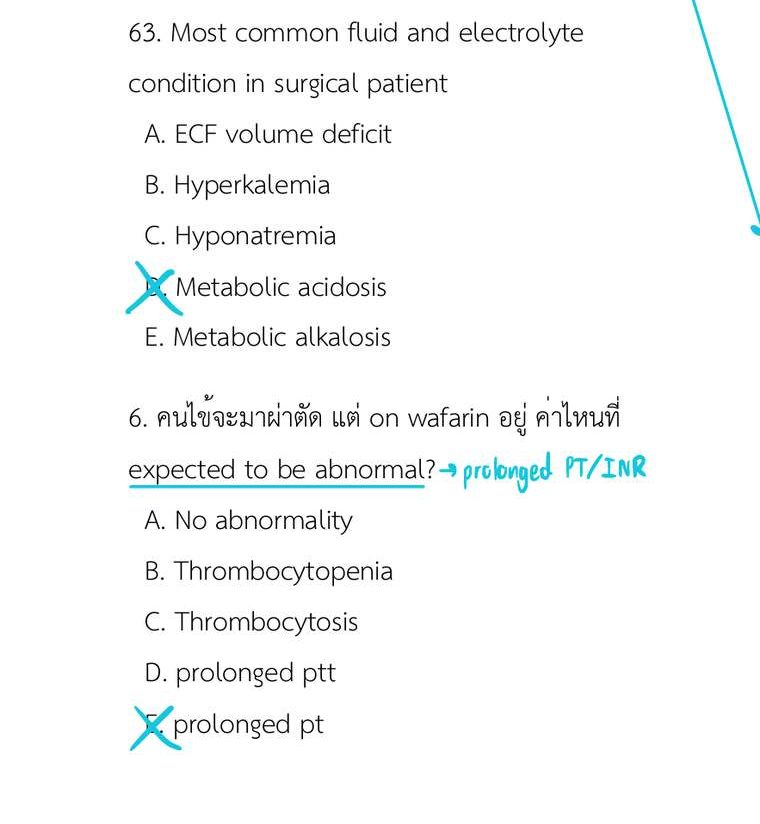 63. Most common fluid and electrolyte
condition in surgical patient
A. ECF volume deficit
B. Hyperkalemia
C. Hyponatremia
D. Metabolic acidosis
E. Metabolic alkalosis
6. คนไข้จะมาผ่าตัด แต่ on wafarin อยู่ ค่าไหนที่
expected to be abnormal? → prolonged PT/INR
A. No abnormality
B. Thrombocytopenia
C. Thrombocytosis
D. prolonged ptt
E. prolonged pt